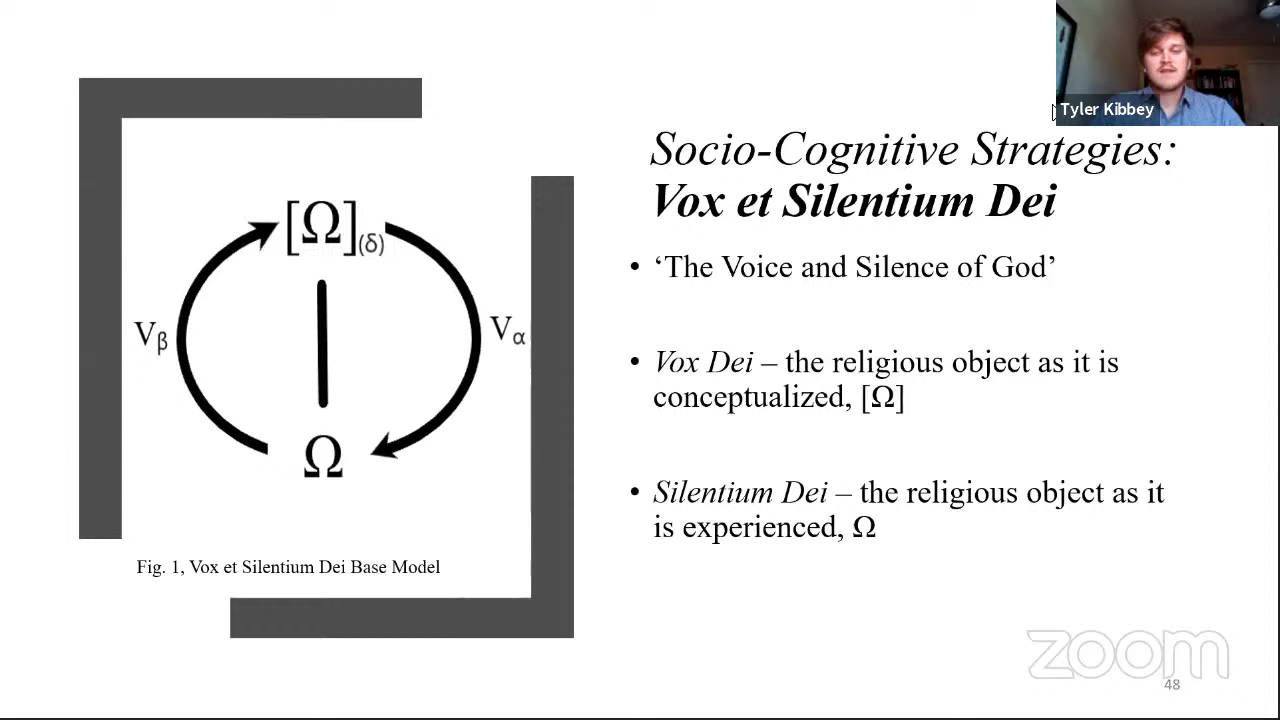 Tyler Kibbey
Socio-Cognitive Strategies:
Vox et Silentium Dei
[Ω](δ)
Vβ
Vα
Ω
Fig. 1, Vox et Silentium Dei Base Model
• ‘The Voice and Silence of God’
• Vox Dei – the religious object as it is
conceptualized, [Ω]
• Silentium Dei – the religious object as it
is experienced, Ω
zoom
48